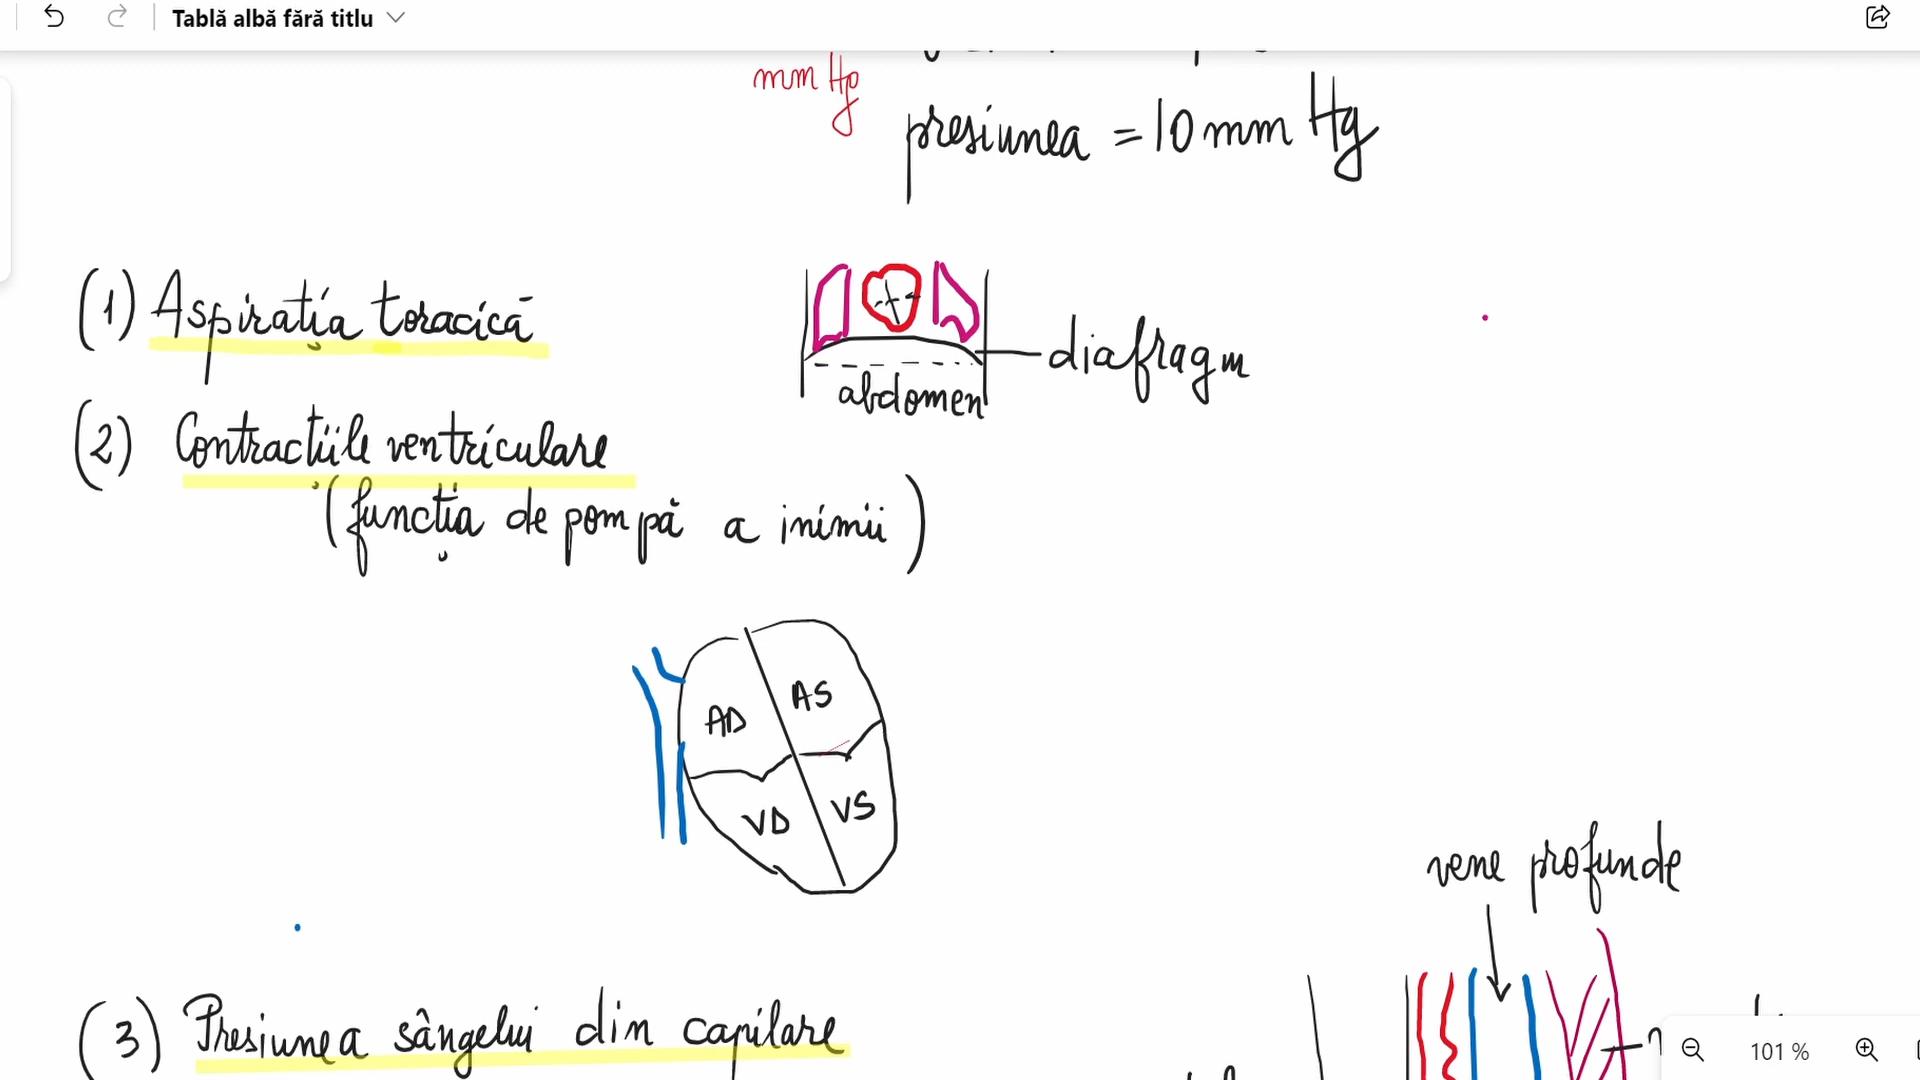 Tablă albă fără titlu
mm Hg
presiunea = 10 mm Hg
(1) Aspirația toracică
diafragm
abdomen
(2) Contracțiile ventriculare
(funcția de pompă a inimii)
AD AS
VD VS
vene profunde
(3) Presiunea sângelui din capilare
101 %